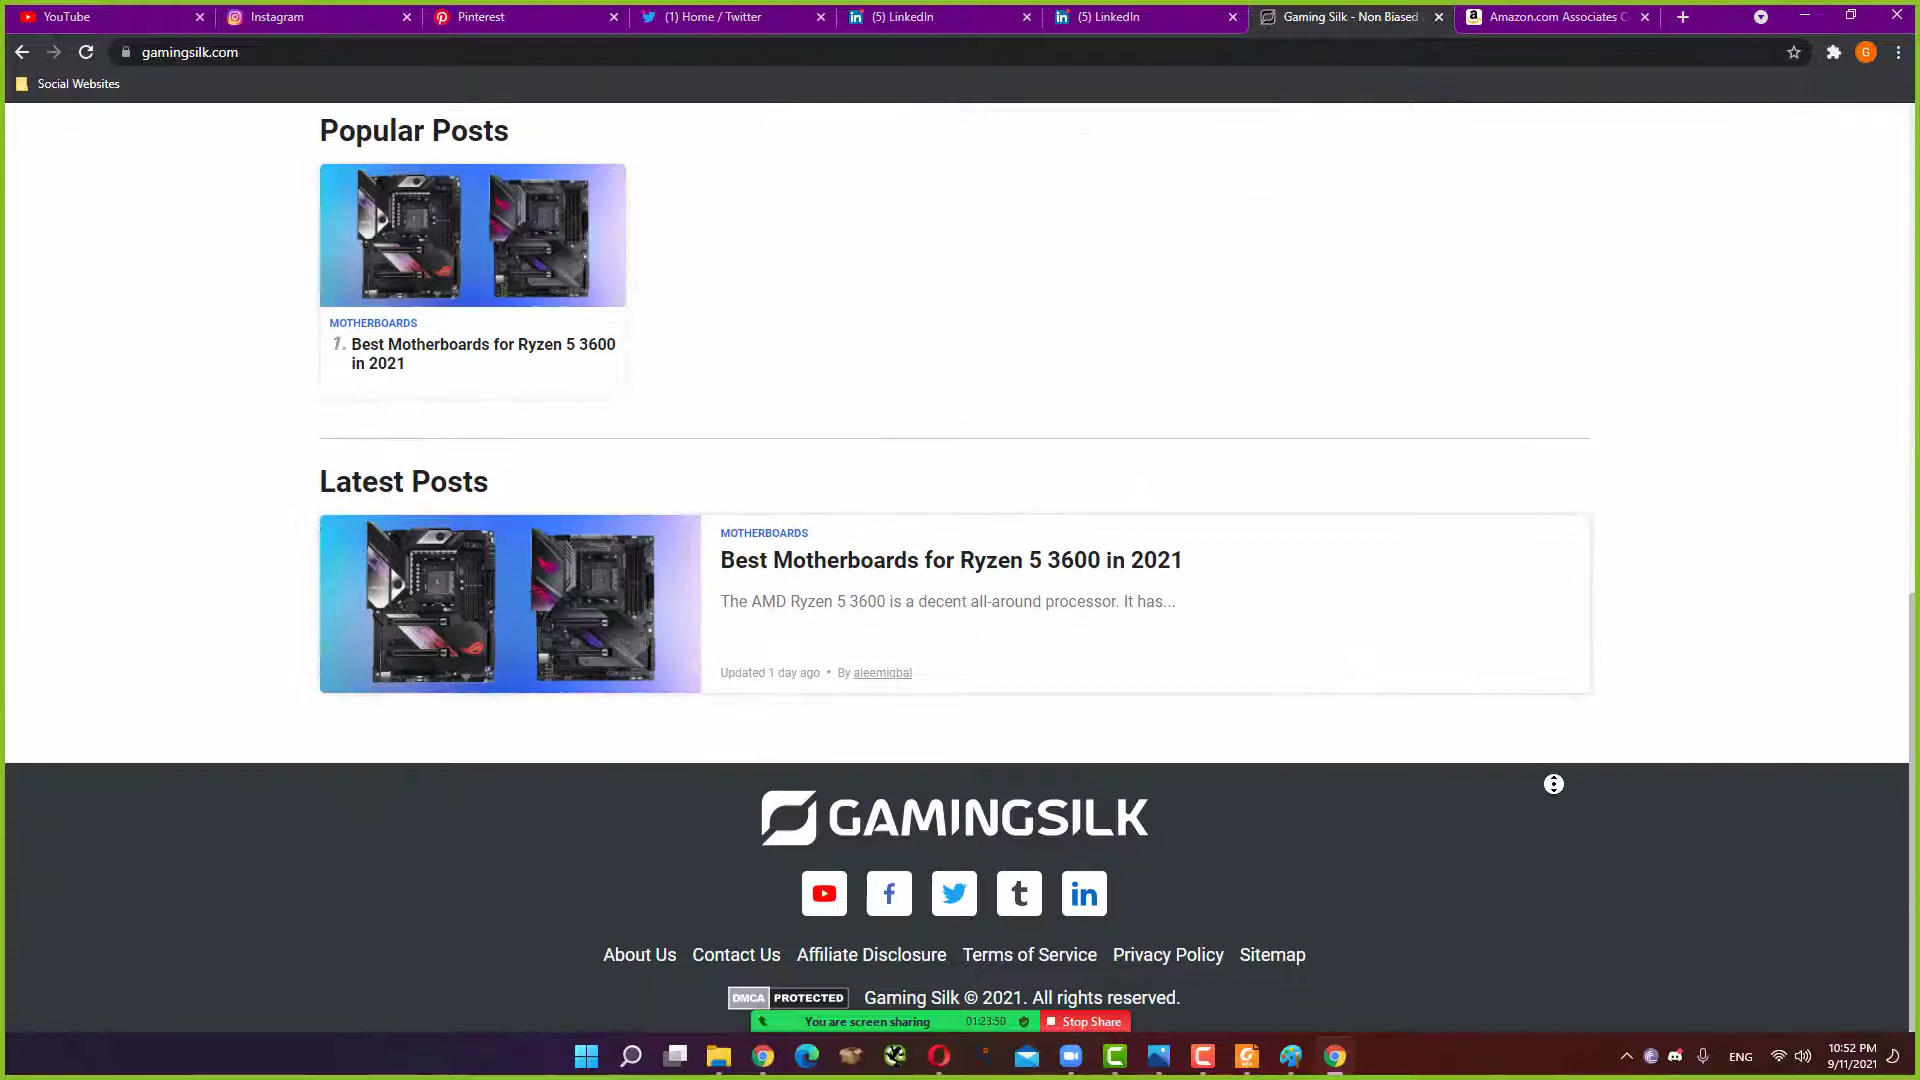 YouTube
Instagram
Pinterest
(1) Home / Twitter
(5) LinkedIn
(5) LinkedIn
Gaming Silk - Non Biased
Amazon.com Associates C
gamingsilk.com
G
Social Websites
Popular Posts
MOTHERBOARDS
1. Best Motherboards for Ryzen 5 3600
in 2021
Latest Posts
MOTHERBOARDS
Best Motherboards for Ryzen 5 3600 in 2021
The AMD Ryzen 5 3600 is a decent all-around processor. It has...
Updated 1 day ago • By aleemiqbal
GAMINGSILK
About Us Contact Us Affiliate Disclosure Terms of Service Privacy Policy Sitemap
DMCA PROTECTED Gaming Silk © 2021. All rights reserved.
You are screen sharing 01:23:50 Stop Share
ENG
10:52 PM
9/11/2021